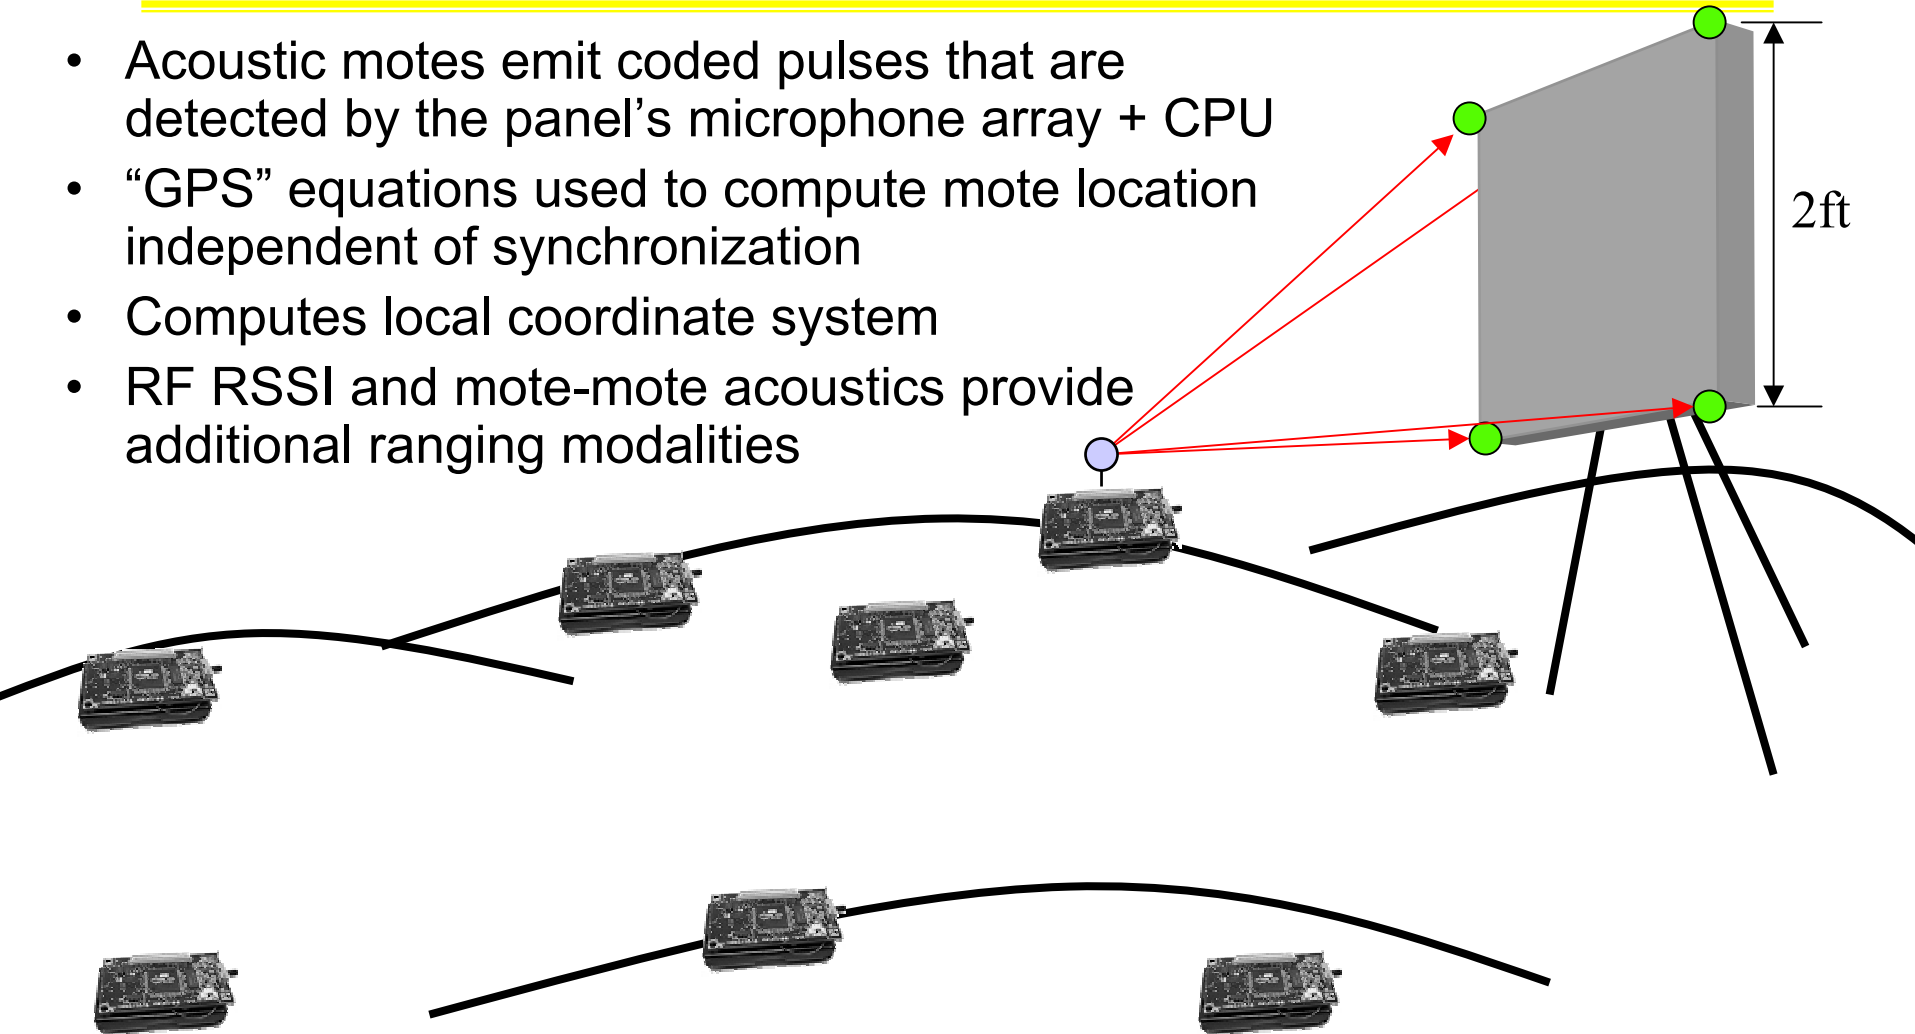 • Acoustic motes emit coded pulses that are
detected by the panel’s microphone array + CPU
• “GPS” equations used to compute mote location
independent of synchronization
• Computes local coordinate system
• RF RSSI and mote-mote acoustics provide
additional ranging modalities
2ft